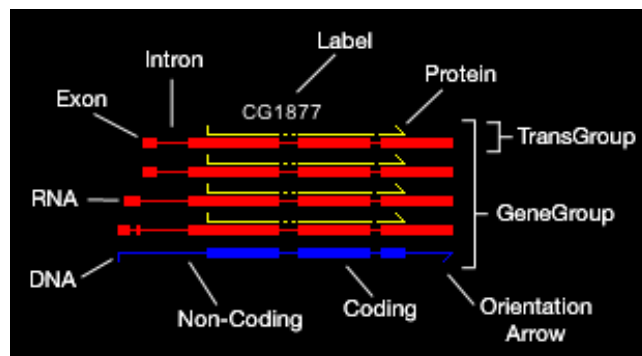 Label
Intron
Protein
Exon
CG1877
TransGroup
RNA
GeneGroup
DNA
Non-Coding
Coding
Orientation
Arrow